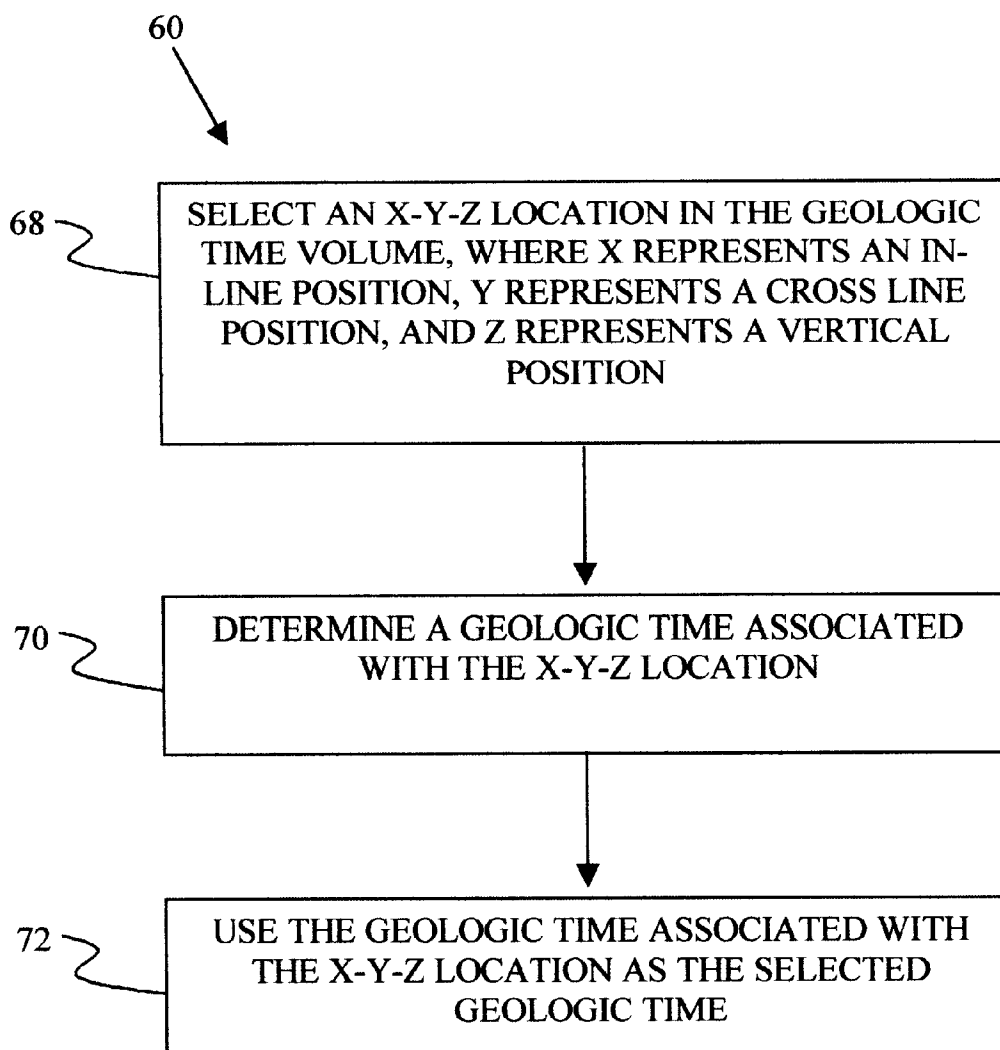 60
68
SELECT AN X-Y-Z LOCATION IN THE GEOLOGIC
TIME VOLUME, WHERE X REPRESENTS AN IN-
LINE POSITION, Y REPRESENTS A CROSS LINE
POSITION, AND Z REPRESENTS A VERTICAL
POSITION
70
DETERMINE A GEOLOGIC TIME ASSOCIATED
WITH THE X-Y-Z LOCATION
72
USE THE GEOLOGIC TIME ASSOCIATED WITH
THE X-Y-Z LOCATION AS THE SELECTED
GEOLOGIC TIME